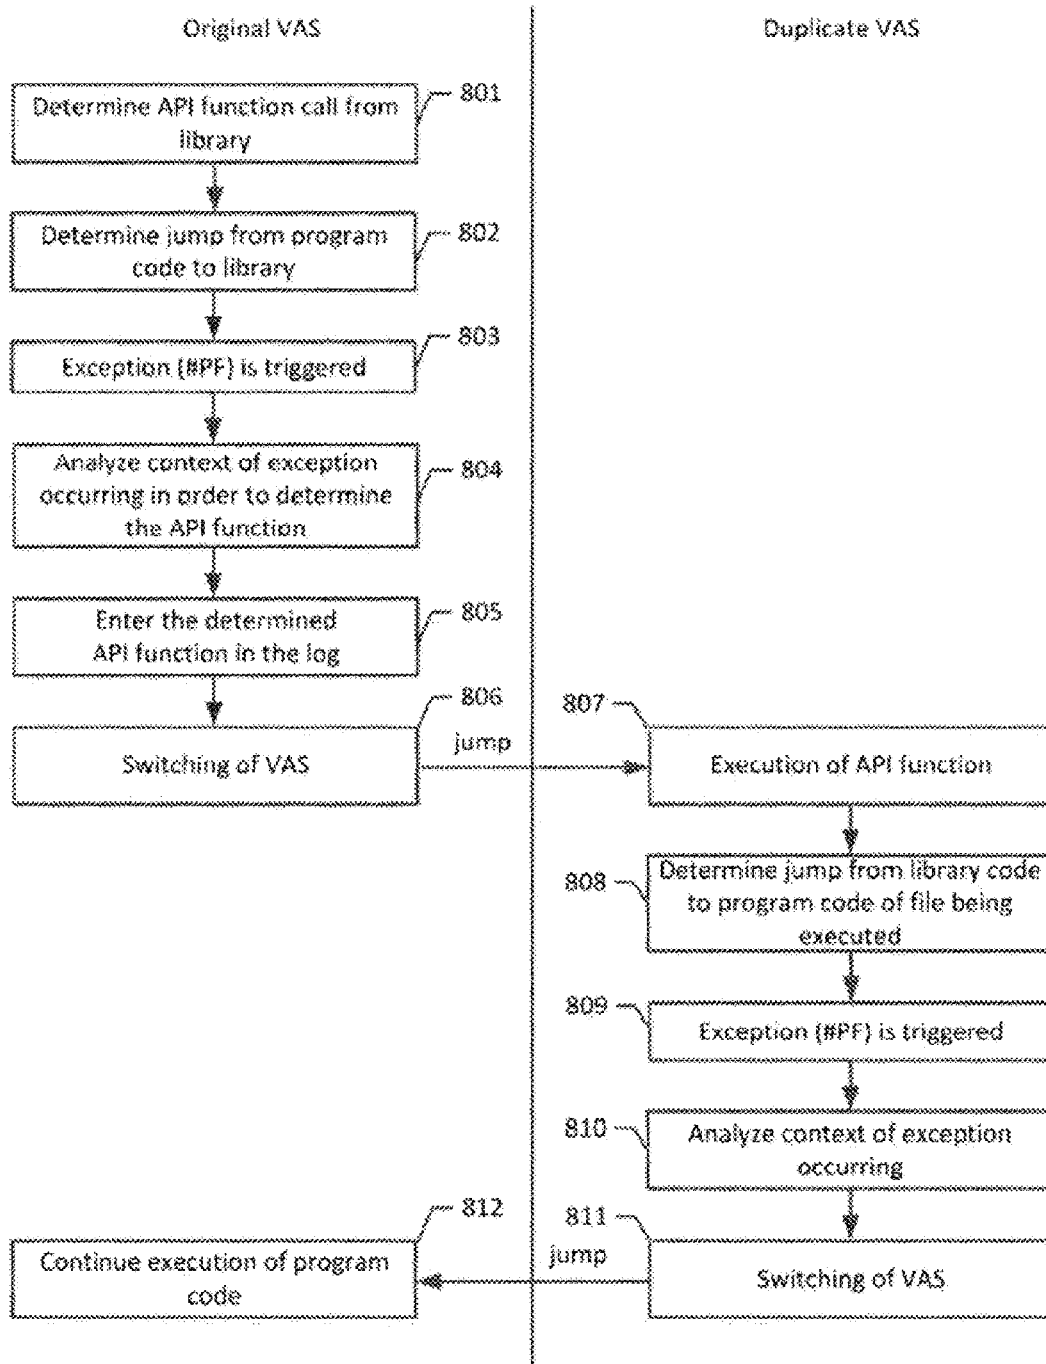 Original VAS
Duplicate VAS
801
Determine API function call from
library
802
Determine jump from program
code to library
803
Exception (#PF) is triggered
804
Analyze context of exception
occurring in order to determine
the API function
805
Enter the determined
API function in the log
806
Switching of VAS
jump
807
Execution of API function
808
Determine jump from library code
to program code of file being
executed
809
Exception (#PF) is triggered
810
Analyze context of exception
occurring
811
Switching of VAS
jump
812
Continue execution of program
code